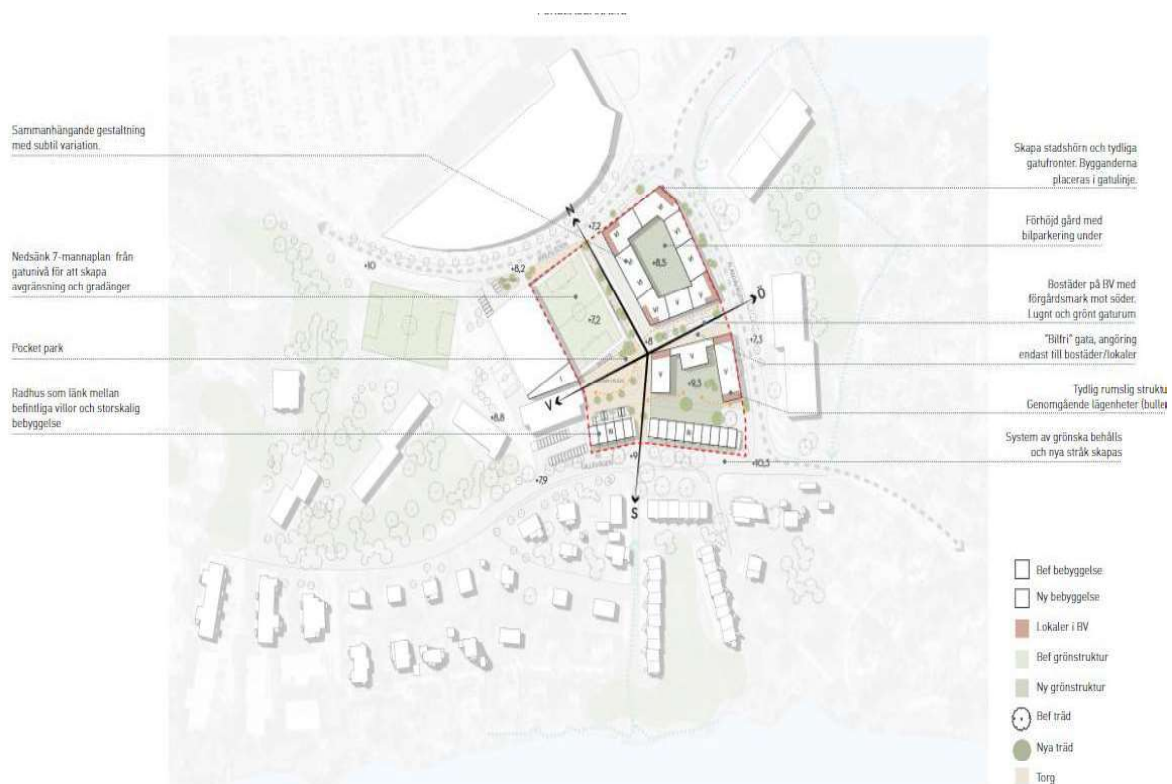 Sammanhängande gestaltning
med subtil variation.
Nedsänk 7-mannaplan från
gatunivå för att skapa
avgränsning och gradänger
Pocket park
Radhus som länk mellan
befintliga villor och storskalig
bebyggelse
Skapa stadshörn och tydliga
gatufronter. Bygganderna
placeras i gatulinje.
Förhöjd gård med
bilparkering under
Bostäder på BV med
förgårdsmark mot söder.
Lugnt och grönt gaturum
"Bilfri" gata, angöring
endast till bostäder/lokaler
Tydlig rumslig struktu
Genomgående lägenheter (bulle
System av grönska behålls
och nya stråk skapas
N
Ö
V
S
+7,2
+10
+8,2
+8,5
+7,2
+8
+7,3
+9,3
+8,8
+9
+10,3
+7,9
Bef bebyggelse
Ny bebyggelse
Lokaler i BV
Bef grönstruktur
Ny grönstruktur
Bef träd
Nya träd
Torg